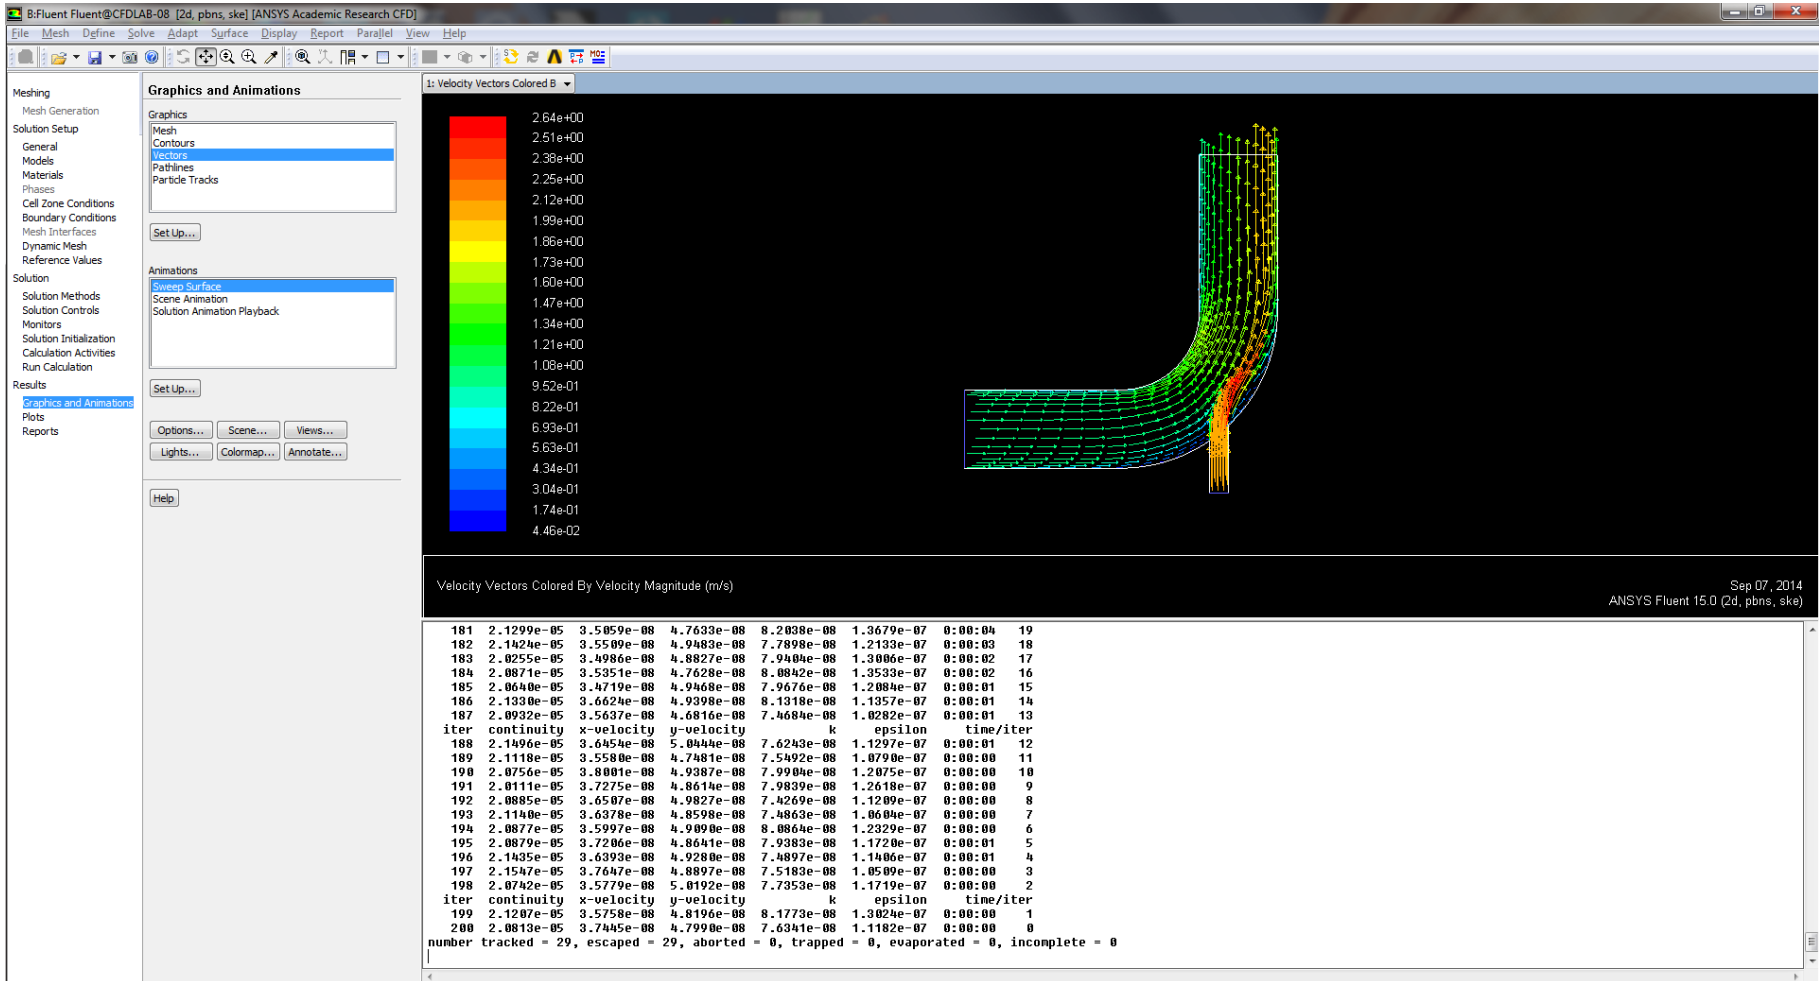 B:Fluent Fluent@CFDLAB-08 [2d, pbns, ske] [ANSYS Academic Research CFD]
File Mesh Define Solve Adapt Surface Display Report Parallel View Help
Meshing
Mesh Generation
Solution Setup
General
Models
Materials
Phases
Cell Zone Conditions
Boundary Conditions
Mesh Interfaces
Dynamic Mesh
Reference Values
Solution
Solution Methods
Solution Controls
Monitors
Solution Initialization
Calculation Activities
Run Calculation
Results
Graphics and Animations
Plots
Reports
Graphics and Animations
Graphics
Mesh
Contours
Vectors
Pathlines
Particle Tracks
Set Up...
Animations
Sweep Surface
Scene Animation
Solution Animation Playback
Set Up...
Options... Scene... Views...
Lights... Colormap... Annotate...
Help
1: Velocity Vectors Colored B
2.64e+00
2.51e+00
2.38e+00
2.25e+00
2.12e+00
1.99e+00
1.86e+00
1.73e+00
1.60e+00
1.47e+00
1.34e+00
1.21e+00
1.08e+00
9.52e-01
8.22e-01
6.93e-01
5.63e-01
4.34e-01
3.04e-01
1.74e-01
4.46e-02
Velocity Vectors Colored By Velocity Magnitude (m/s)
Sep 07, 2014
ANSYS Fluent 15.0 (2d, pbns, ske)
181 2.1299e-05 3.5059e-08 4.7633e-08 8.2038e-08 1.3679e-07 0:00:04 19
182 2.1424e-05 3.5509e-08 4.9483e-08 7.7898e-08 1.2133e-07 0:00:03 18
183 2.0255e-05 3.4986e-08 4.8827e-08 7.9404e-08 1.3006e-07 0:00:02 17
184 2.0871e-05 3.5351e-08 4.7628e-08 8.0842e-08 1.3533e-07 0:00:02 16
185 2.0640e-05 3.4719e-08 4.9468e-08 7.9676e-08 1.2084e-07 0:00:01 15
186 2.1330e-05 3.6624e-08 4.9398e-08 8.1318e-08 1.1357e-07 0:00:01 14
187 2.0932e-05 3.5637e-08 4.6816e-08 7.4684e-08 1.0282e-07 0:00:01 13
iter continuity x-velocity y-velocity k epsilon time/iter
188 2.1496e-05 3.6454e-08 5.0444e-08 7.6243e-08 1.1297e-07 0:00:01 12
189 2.1118e-05 3.5580e-08 4.7481e-08 7.5492e-08 1.0790e-07 0:00:00 11
190 2.0756e-05 3.8001e-08 4.9387e-08 7.9904e-08 1.2075e-07 0:00:00 10
191 2.0111e-05 3.7275e-08 4.8614e-08 7.9839e-08 1.2618e-07 0:00:00 9
192 2.0885e-05 3.6507e-08 4.9827e-08 7.4269e-08 1.1209e-07 0:00:00 8
193 2.1140e-05 3.6378e-08 4.8598e-08 7.4863e-08 1.0604e-07 0:00:00 7
194 2.0877e-05 3.5997e-08 4.9090e-08 8.0864e-08 1.2329e-07 0:00:00 6
195 2.0879e-05 3.7206e-08 4.8641e-08 7.9383e-08 1.1720e-07 0:00:01 5
196 2.1435e-05 3.6393e-08 4.9280e-08 7.4897e-08 1.1406e-07 0:00:01 4
197 2.1547e-05 3.7647e-08 4.8897e-08 7.5183e-08 1.0509e-07 0:00:00 3
198 2.0742e-05 3.5779e-08 5.0192e-08 7.7353e-08 1.1719e-07 0:00:00 2
iter continuity x-velocity y-velocity k epsilon time/iter
199 2.1207e-05 3.5758e-08 4.8196e-08 8.1773e-08 1.3024e-07 0:00:00 1
200 2.0813e-05 3.7445e-08 4.7990e-08 7.6341e-08 1.1182e-07 0:00:00 0
number tracked = 29, escaped = 29, aborted = 0, trapped = 0, evaporated = 0, incomplete = 0